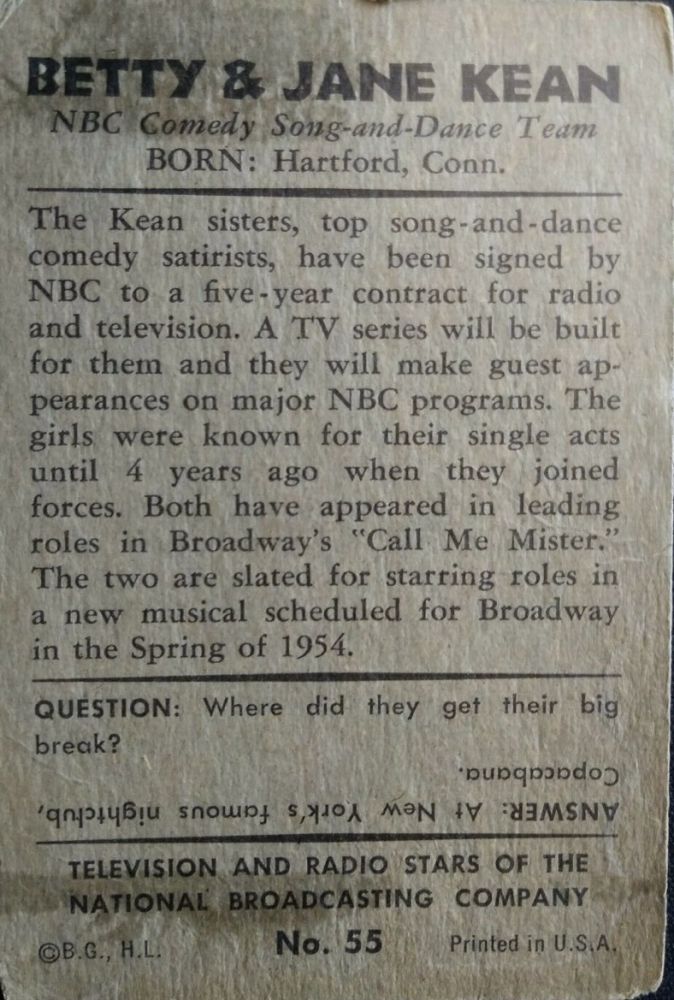 BETTY & JANE KEAN
NBC Comedy Song-and-Dance Team
BORN: Hartford, Conn.
The Kean sisters, top song-and-dance
comedy satirists, have been signed by
NBC to a five-year contract for radio
and television. A TV series will be built
for them and they will make guest ap-
pearances on major NBC programs. The
girls were known for their single acts
until 4 years ago when they joined
forces. Both have appeared in leading
roles in Broadway's "Call Me Mister."
The two are slated for starring roles in
a new musical scheduled for Broadway
in the Spring of 1954.
QUESTION: Where did they get their big
break?
ANSWER: At New York's famous nightclub,
Copacabana.
TELEVISION AND RADIO STARS OF THE
NATIONAL BROADCASTING COMPANY
©B.G., H.L. No. 55 Printed in U.S.A.